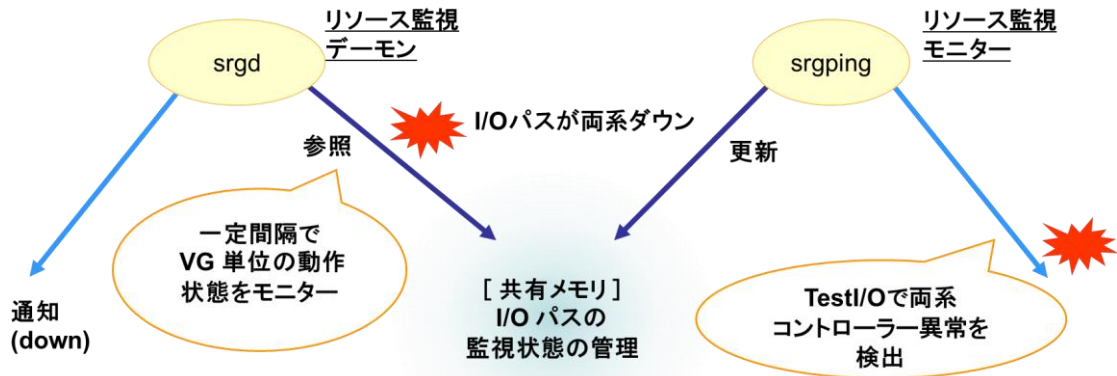 srgd
リソース監視
デーモン
srgping
リソース監視
モニター
I/Oパスが両系ダウン
参照
更新
一定間隔で
VG 単位の動作
状態をモニター
通知
(down)
[ 共有メモリ ]
I/O パスの
監視状態の管理
TestI/Oで両系
コントローラー異常を
検出